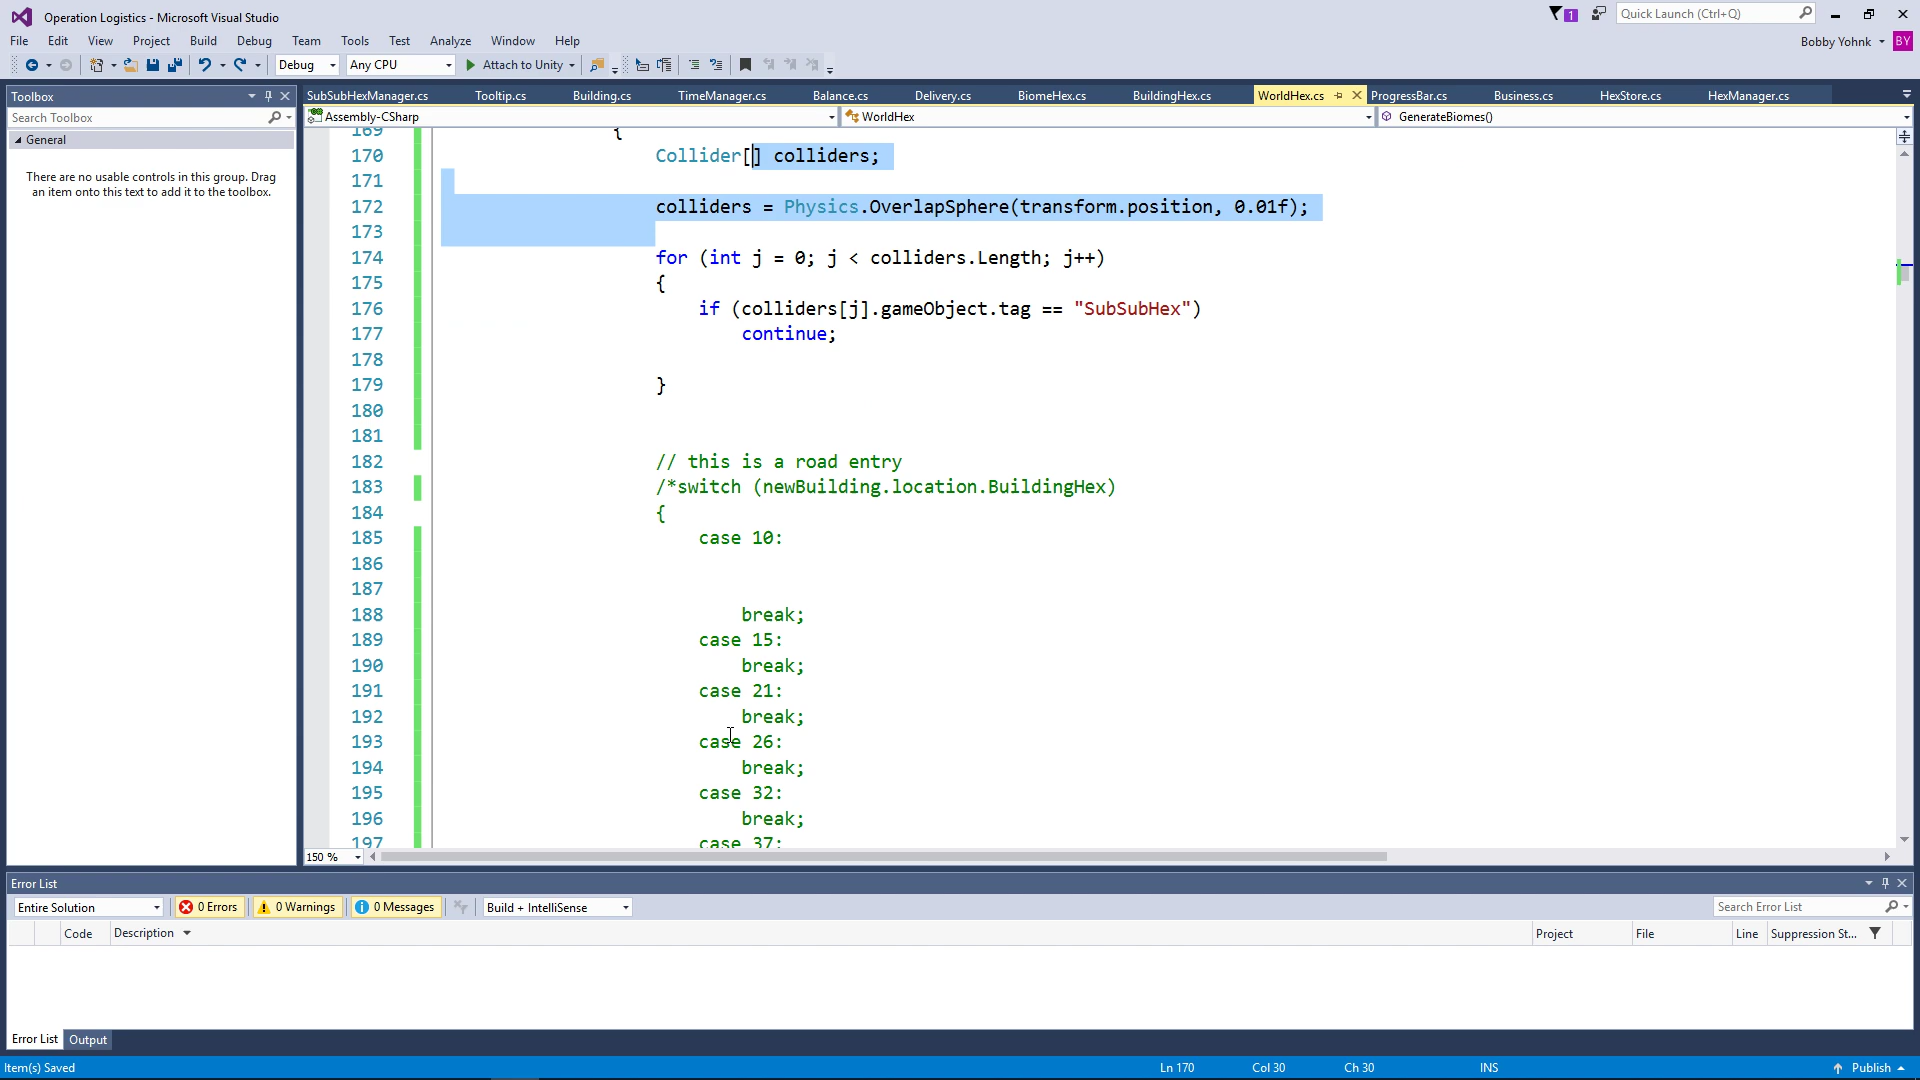 Operation Logistics - Microsoft Visual Studio
1
Quick Launch (Ctrl+Q)
File Edit View Project Build Debug Team Tools Test Analyze Window Help
Bobby Yohnk BY
Debug Any CPU Attach to Unity
Toolbox
Search Toolbox
General
There are no usable controls in this group. Drag
an item onto this text to add it to the toolbox.
SubSubHexManager.cs Tooltip.cs Building.cs TimeManager.cs Balance.cs Delivery.cs BiomeHex.cs BuildingHex.cs WorldHex.cs ProgressBar.cs Business.cs HexStore.cs HexManager.cs
Assembly-CSharp WorldHex GenerateBiomes()
169 {
170 Collider[] colliders;
171
172 colliders = Physics.OverlapSphere(transform.position, 0.01f);
173
174 for (int j = 0; j < colliders.Length; j++)
175 {
176 if (colliders[j].gameObject.tag == "SubSubHex")
177 continue;
178
179 }
180
181
182 // this is a road entry
183 /*switch (newBuilding.location.BuildingHex)
184 {
185 case 10:
186
187
188 break;
189 case 15:
190 break;
191 case 21:
192 break;
193 case 26:
194 break;
195 case 32:
196 break;
197 case 37:
150 %
Error List
Entire Solution 0 Errors 0 Warnings 0 Messages Build + IntelliSense Search Error List
Code Description Project File Line Suppression St...
Error List Output
Item(s) Saved Ln 170 Col 30 Ch 30 INS Publish